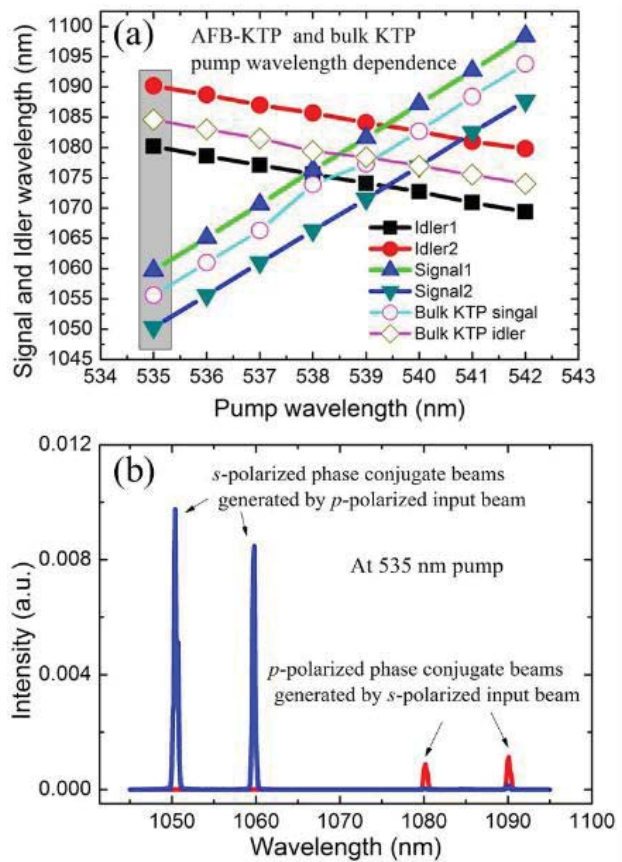 (a)
AFB-KTP and bulk KTP
pump wavelength dependence
Signal and Idler wavelength (nm)
1100
1095
1090
1085
1080
1075
1070
1065
1060
1055
1050
1045
Idler1
Idler2
Signal1
Signal2
Bulk KTP singal
Bulk KTP idler
534 535 536 537 538 539 540 541 542 543
Pump wavelength (nm)
(b)
s-polarized phase conjugate beams
generated by p-polarized input beam
At 535 nm pump
p-polarized phase conjugate beams
generated by s-polarized input beam
Intensity (a.u.)
0.012
0.008
0.004
0.000
1050 1060 1070 1080 1090 1100
Wavelength (nm)